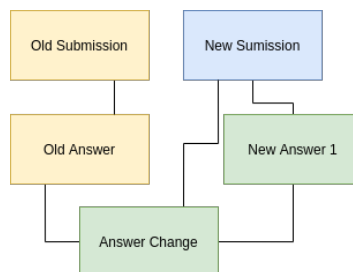 Old Submission
New Sumission
Old Answer
New Answer 1
Answer Change